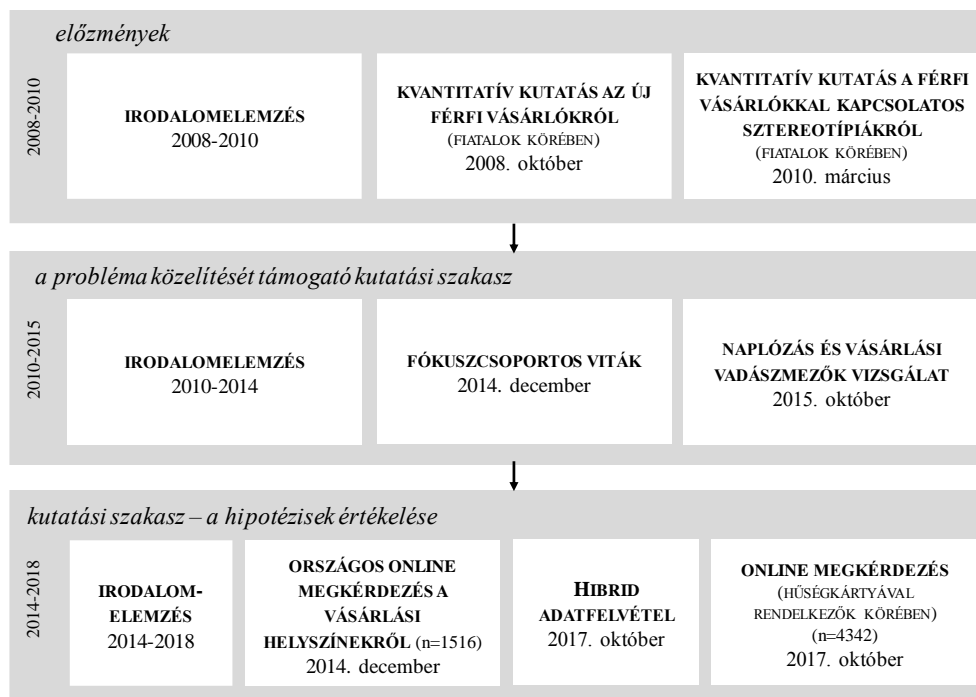 előzmények
2008-2010
IRODALOMELEMZÉS
2008-2010
KVANTITATÍV KUTATÁS AZ ÚJ
FÉRFI VÁSÁRLÓKRÓL
(FIATALOK KÖRÉBEN)
2008. október
KVANTITATÍV KUTATÁS A FÉRFI
VÁSÁRLÓKKAL KAPCSOLATOS
SZTEREOTÍPIÁKRÓL
(FIATALOK KÖRÉBEN)
2010. március
a probléma közelítését támogató kutatási szakasz
2010-2015
IRODALOMELEMZÉS
2010-2014
FÓKUSZCSOPORTOS VITÁK
2014. december
NAPLÓZÁS ÉS VÁSÁRLÁSI
VADÁSZMEZŐK VIZSGÁLAT
2015. október
kutatási szakasz – a hipotézisek értékelése
2014-2018
IRODALOM-
ELEMZÉS
2014-2018
ORSZÁGOS ONLINE
MEGKÉRDEZÉS A
VÁSÁRLÁSI
HELYSZÍNEKRŐL (n=1516)
2014. december
HIBRID
ADATFELVÉTEL
2017. október
ONLINE MEGKÉRDEZÉS
(HŰSÉGKÁRTYÁVAL
RENDELKEZŐK KÖRÉBEN)
(n=4342)
2017. október